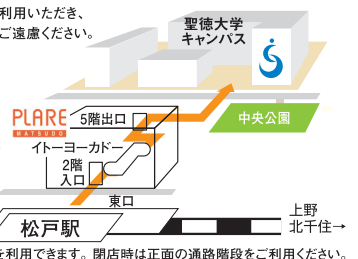 利用いただき、
ご遠慮ください。
聖徳大学
キャンパス
PLARE
MATSUDO
5階出口
中央公園
イトーヨーカドー
2階
入口
東口
松戸駅
上野
北千住→
を利用できます。閉店時は正面の通路階段をご利用ください。